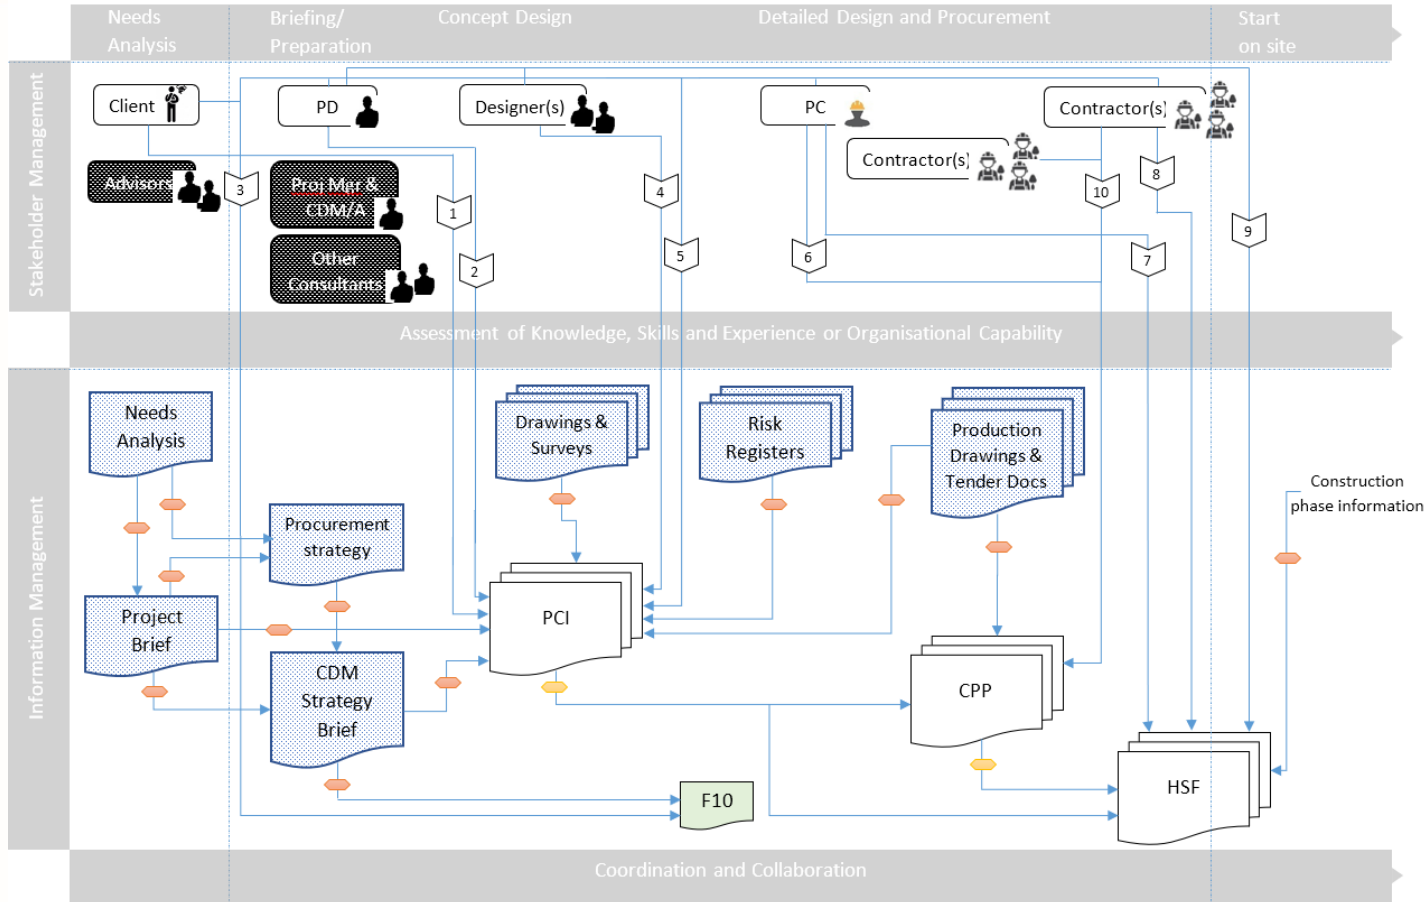 Needs
Analysis
Briefing/
Preparation
Concept Design
Detailed Design and Procurement
Start
on site
Stakeholder Management
Client
PD
Designer(s)
PC
Contractor(s)
Contractor(s)
Advisors
Proj Mgr &
CDM/A
Other
Consultants
3
1
2
4
5
6
10
8
7
9
Assessment of Knowledge, Skills and Experience or Organisational Capability
Information Management
Needs
Analysis
Drawings &
Surveys
Risk
Registers
Production
Drawings &
Tender Docs
Construction
phase information
Procurement
strategy
Project
Brief
PCI
CDM
Strategy
Brief
CPP
HSF
F10
Coordination and Collaboration